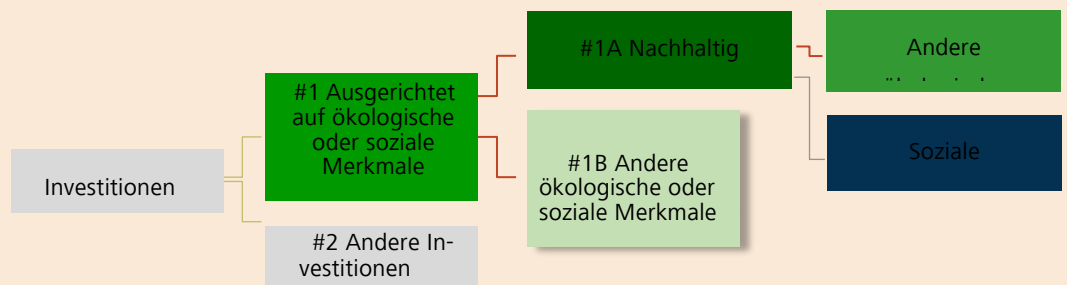 Investitionen
#1 Ausgerichtet
auf ökologische
oder soziale
Merkmale
#2 Andere In-
vestitionen
#1A Nachhaltig
#1B Andere
ökologische oder
soziale Merkmale
Andere
Soziale